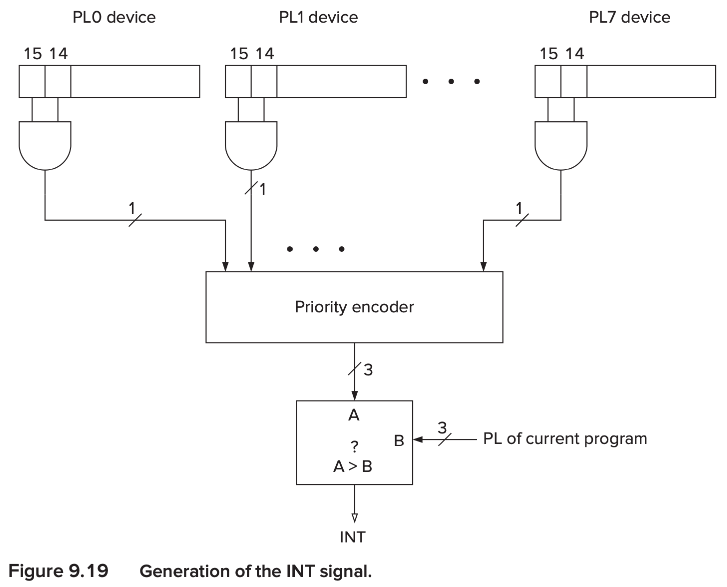 PL0 device PL1 device PL7 device
15 14 15 14 15 14
1
1
1
Priority encoder
3
A
B
3
PL of current program
?
A > B
INT
Figure 9.19 Generation of the INT signal.